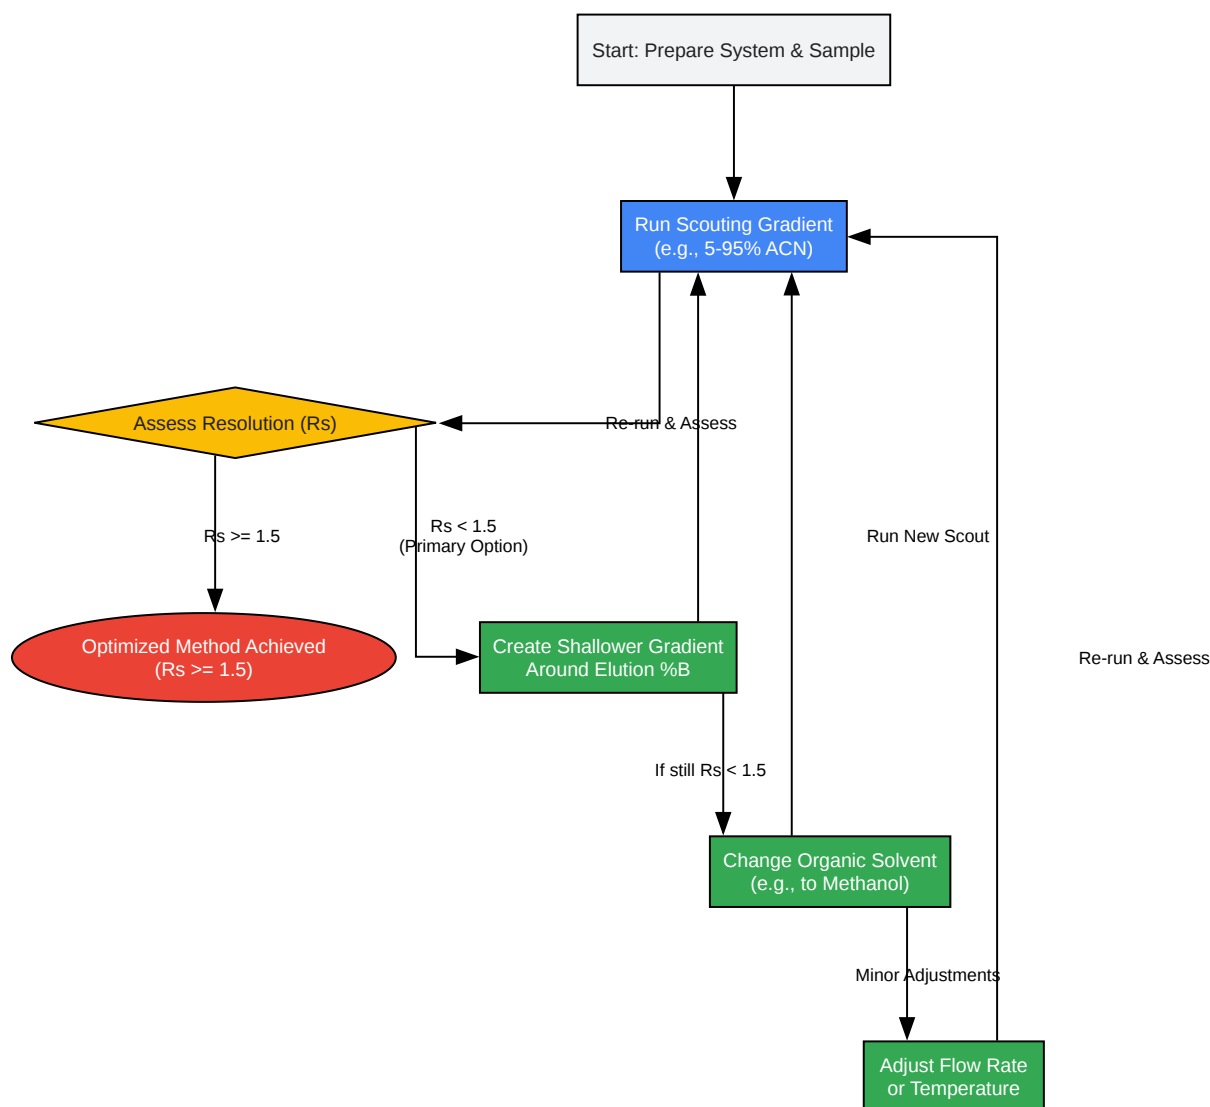 Start: Prepare System & Sample
Run Scouting Gradient
(e.g., 5-95% ACN)
Assess Resolution (Rs)
Re-run & Assess
Rs >= 1.5
Rs < 1.5
(Primary Option)
Run New Scout
Optimized Method Achieved
(Rs >= 1.5)
Create Shallower Gradient
Around Elution %B
Re-run & Assess
If still Rs < 1.5
Change Organic Solvent
(e.g., to Methanol)
Minor Adjustments
Adjust Flow Rate
or Temperature